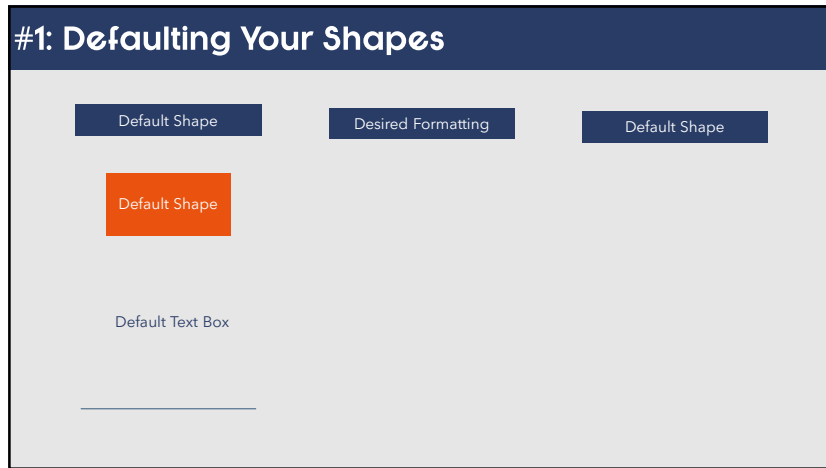 #1: Defaulting Your Shapes
Default Shape
Desired Formatting
Default Shape
Default Shape
Default Text Box